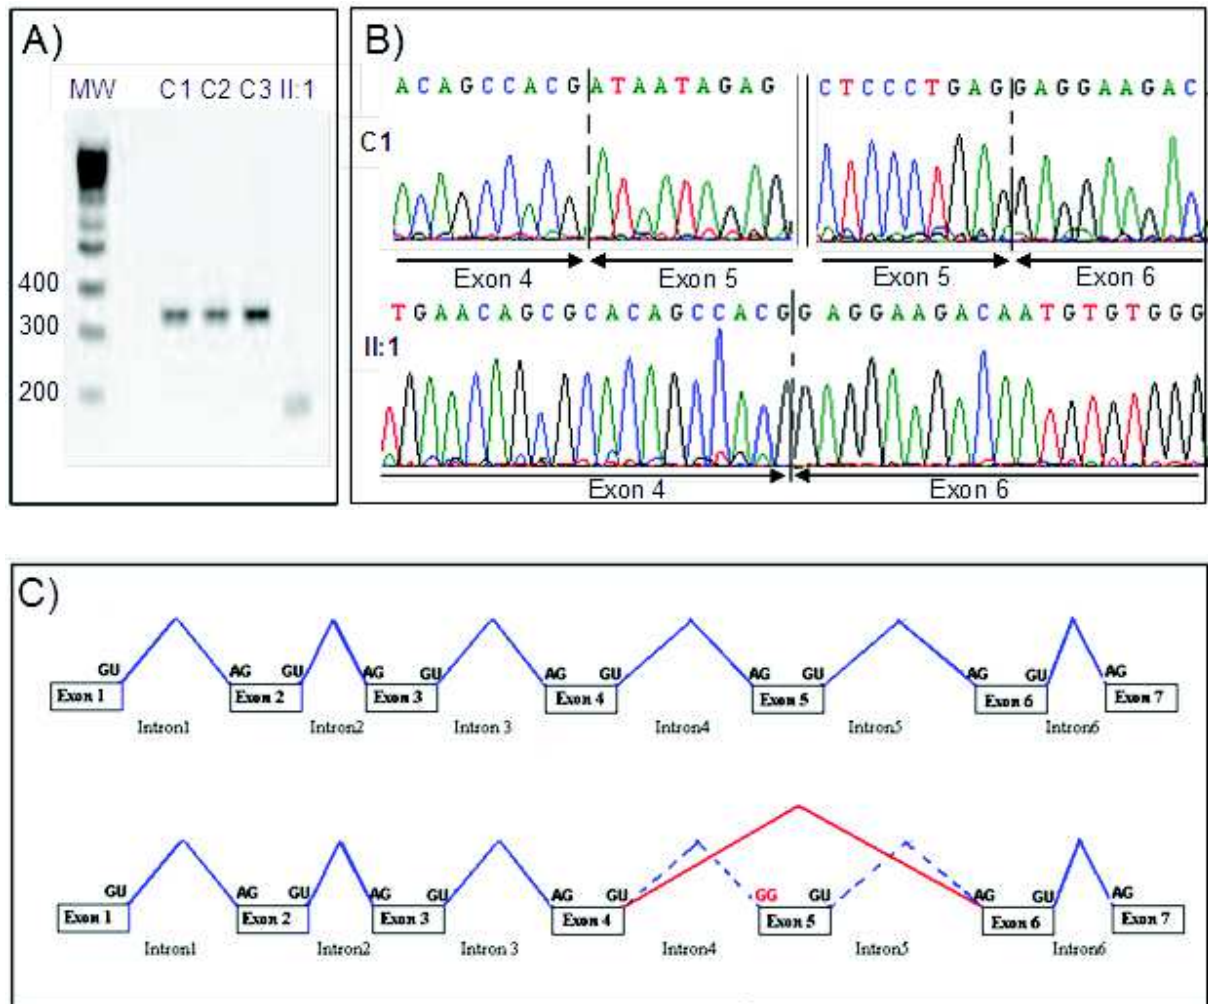 A)
MW C1 C2 C3 II:1
400
300
200
B)
A C A G C C A C G A T A A T A G A G
C T C C C T G A G G A G G A A G A C
C1
Exon 4 Exon 5 Exon 5 Exon 6
T G A A C A G C G C A C A G C C A C G G A G G A A G A C A A T G T G T G G G
II:1
Exon 4 Exon 6
C)
GU AG GU AG GU AG GU AG GU AG GU AG
Exon 1 Exon 2 Exon 3 Exon 4 Exon 5 Exon 6 Exon 7
Intron1 Intron2 Intron 3 Intron4 Intron5 Intron6
GU AG GU AG GU AG GU GG GU AG GU AG
Exon 1 Exon 2 Exon 3 Exon 4 Exon 5 Exon 6 Exon 7
Intron1 Intron2 Intron 3 Intron4 Intron5 Intron6